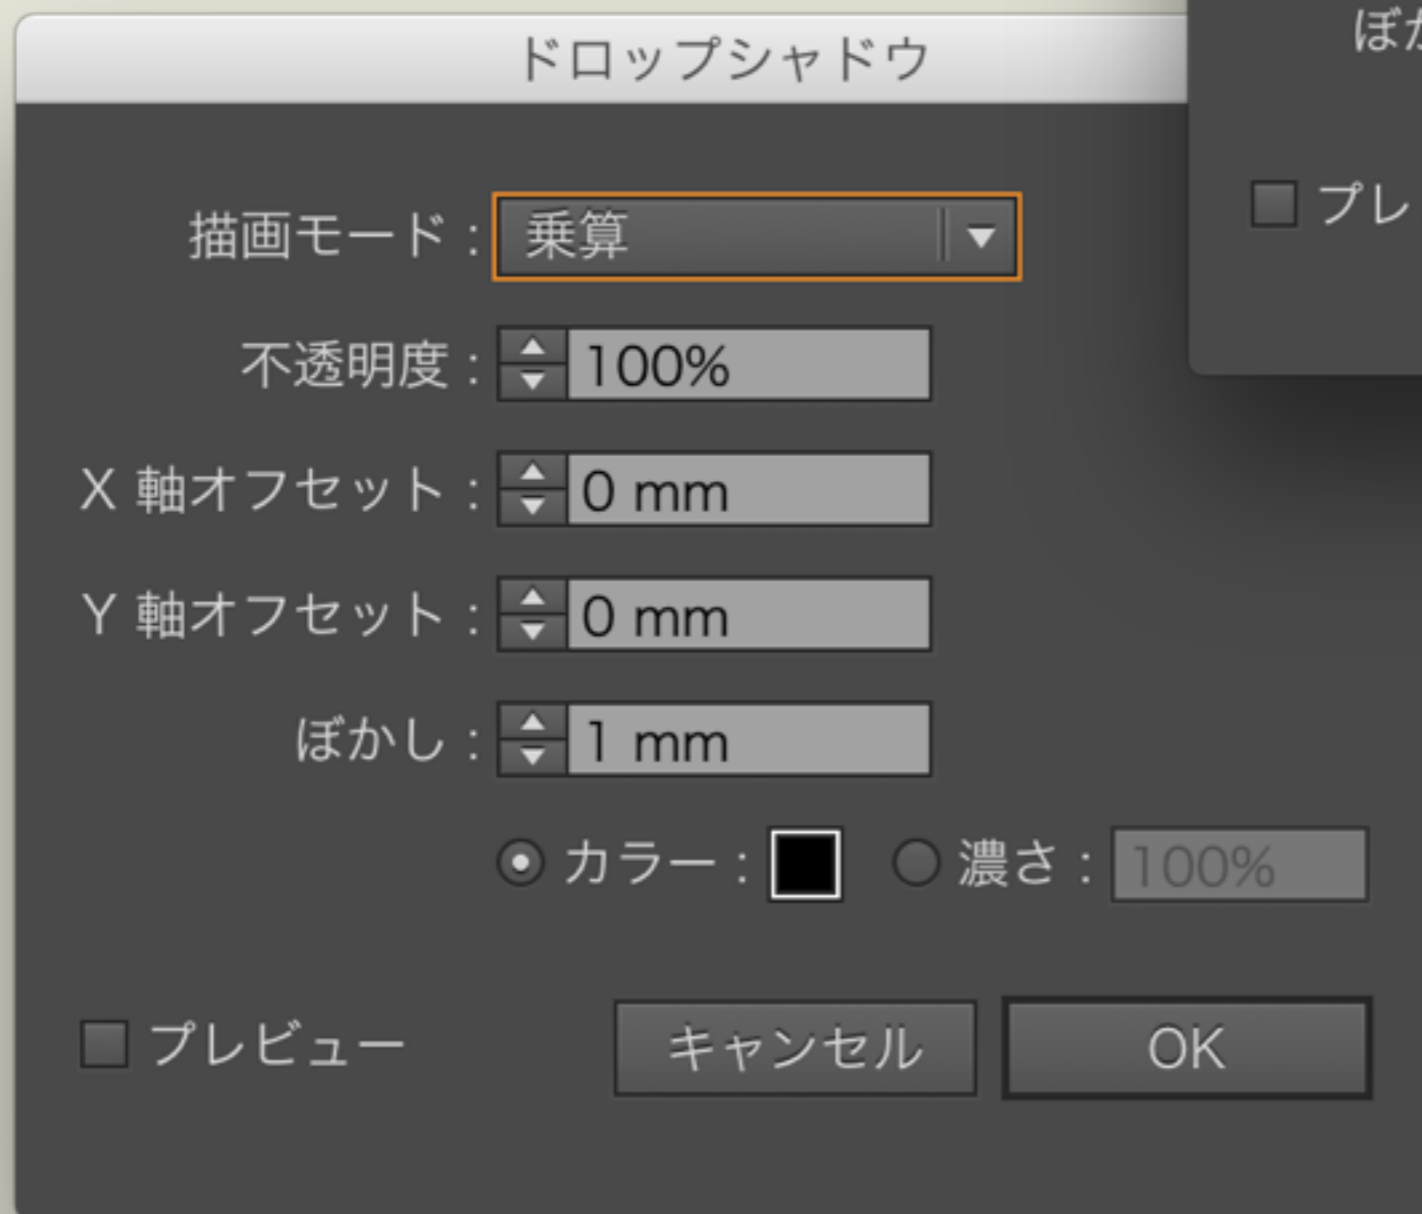 ドロップシャドウ
描画モード : 乗算
不透明度 : 100%
X 軸オフセット : 0 mm
Y 軸オフセット : 0 mm
ぼかし : 1 mm
カラー : 濃さ : 100%
プレビュー キャンセル OK
ぼか
プレ